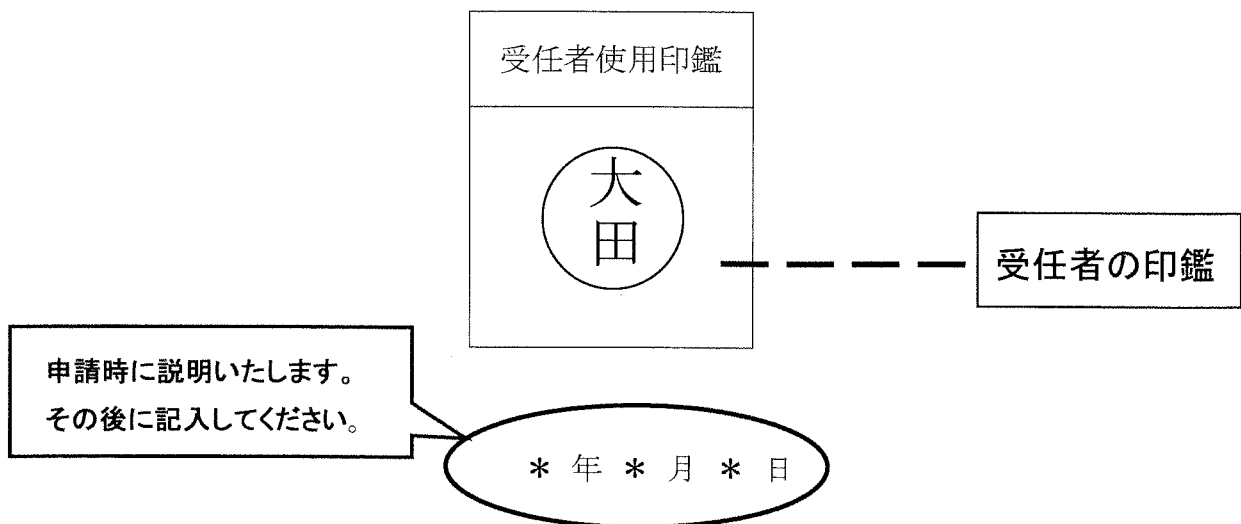 受任者使用印鑑
大
田
受任者の印鑑
申請時に説明いたします。
その後に記入してください。
* 年 * 月 * 日